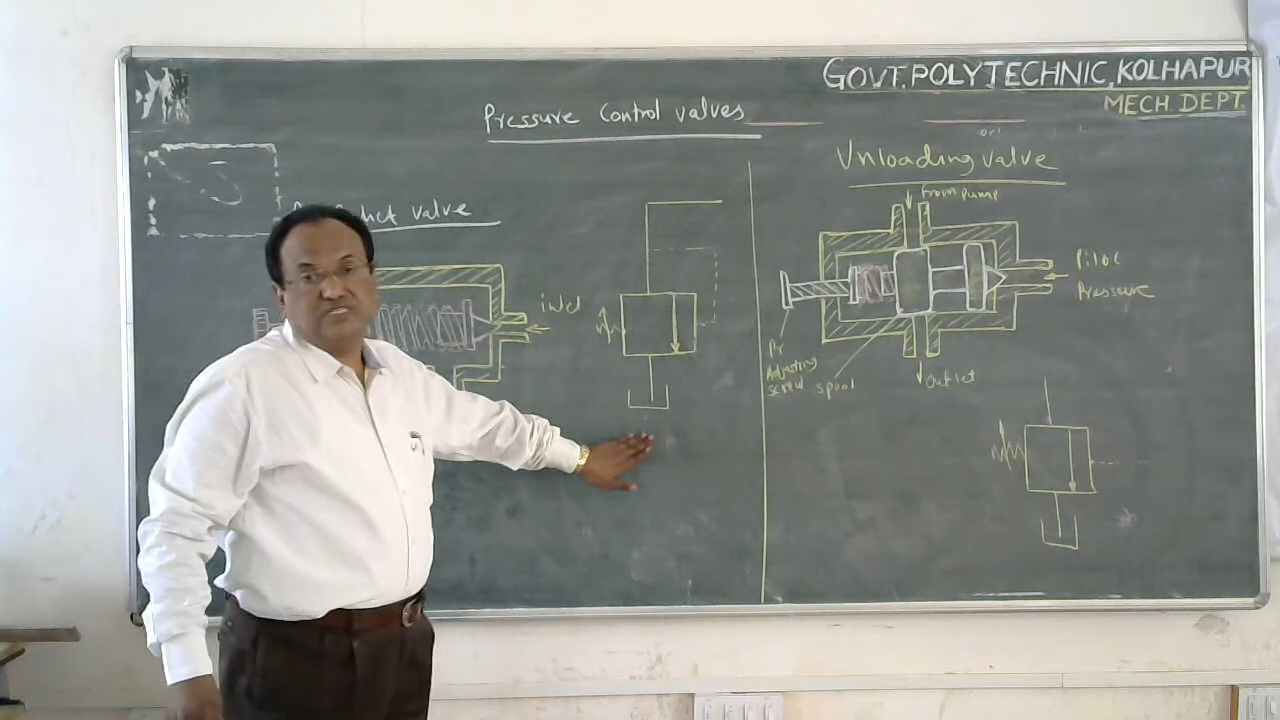 GOVT. POLYTECHNIC, KOLHAPUR
MECH DEPT.
Pressure Control valves
valve
inlet
Unloading valve
from pump
Pilot
Pressure
Pr
Adjusting
screw
spool
outlet